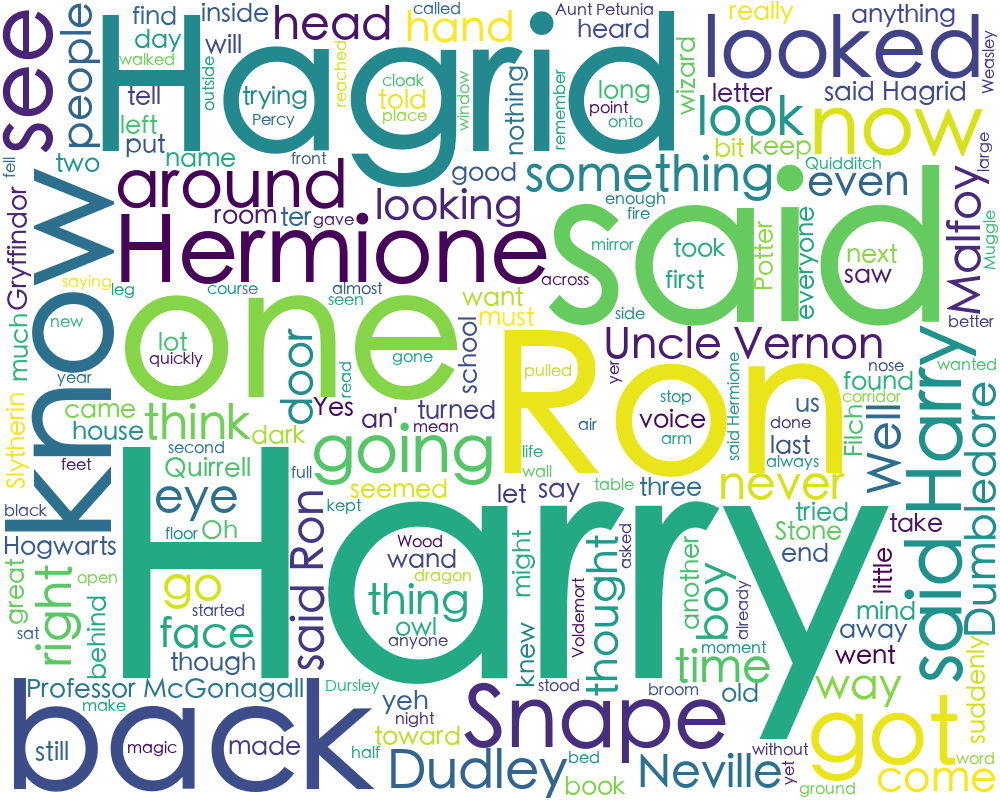 see
people
find
day
walked
inside
will
outside
tell
left
put
Hagrid
trying
Percy
head
called
hand
reached
cloak
told
place
window
Aunt Petunia
heard
nothing
remember
long
point
onto
really
anything
wizard
looked
Weasley
letter
said Hagrid
look
now
bit
keep
Quidditch
large
fell
two
name
front
good
something
even
Malfoy
Muggle
Gryffindor
know
around
room
ter
gave
looking
enough
fire
Hermione
across
said
mirror
took
first
Potter
everyone
next
saw
better
saying
leg
course
almost
seen
want
must
side
new
year
much
one
lot
quickly
gone
read
door
school
Ron
pulled
Uncle Vernon
yer
said Hermione
nose
found
corridor
wanted
Slytherin
came
house
think
second
dark
Yes
an'
mean
turned
going
life
wall
air
stop
voice
arm
us
done
last
always
Filch
Well
said Harry
Dumbledore
feet
black
Hogwarts
Quirrell
eye
floor
Oh
full
said Ron
kept
seemed
let
say
table
three
never
tried
Stone
end
take
little
great
sat
open
right
behind
go
started
face
though
Harry
Wood
wand
dragon
thing
owl
anyone
knew
might
Voldemort
thought
asked
another
boy
already
moment
time
mind
away
went
suddenly
Professor McGonagall
make
Dursley
yeh
night
toward
half
stood
broom
old
way
back
still
magic
made
Snape
Dudley
bed
book
Neville
without
yet
ground
got
word
come